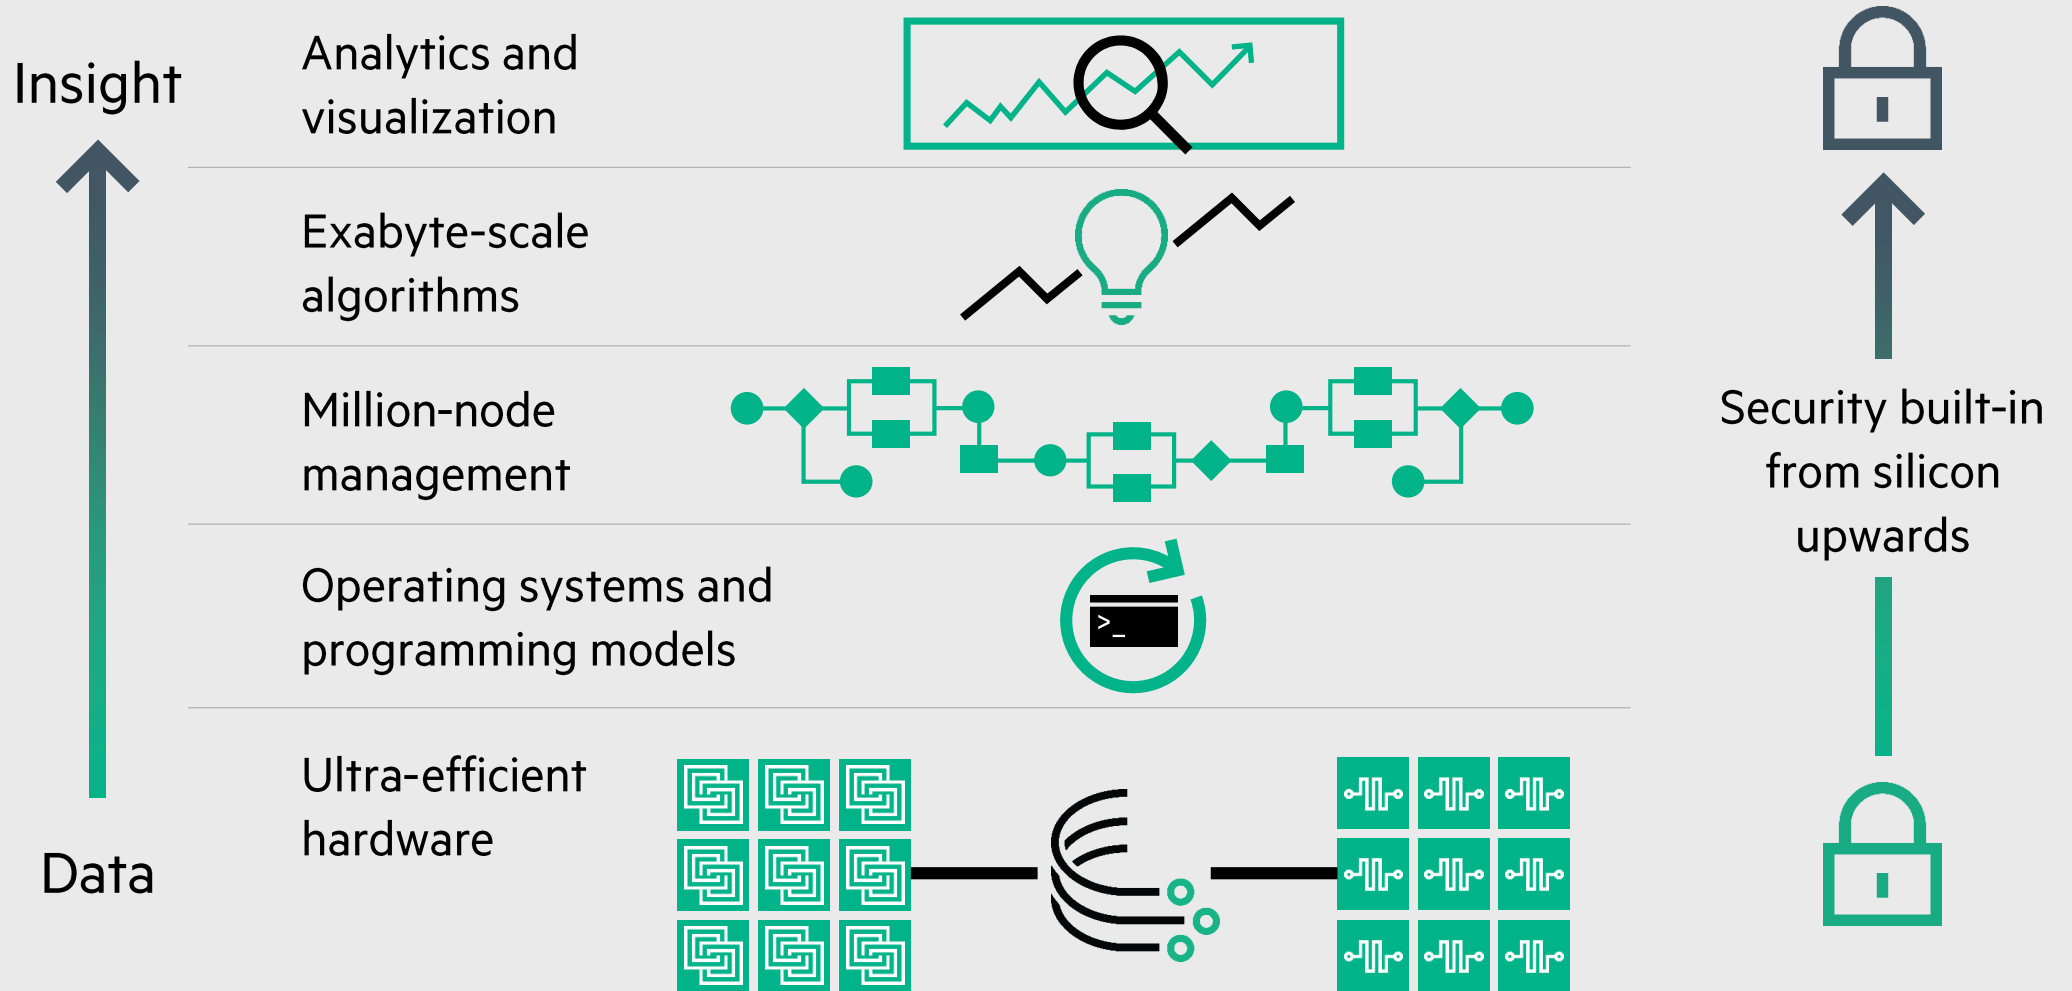 Insight
Analytics and
visualization
Exabyte-scale
algorithms
Million-node
management
Operating systems and
programming models
>_
Ultra-efficient
hardware
Data
Security built-in
from silicon
upwards